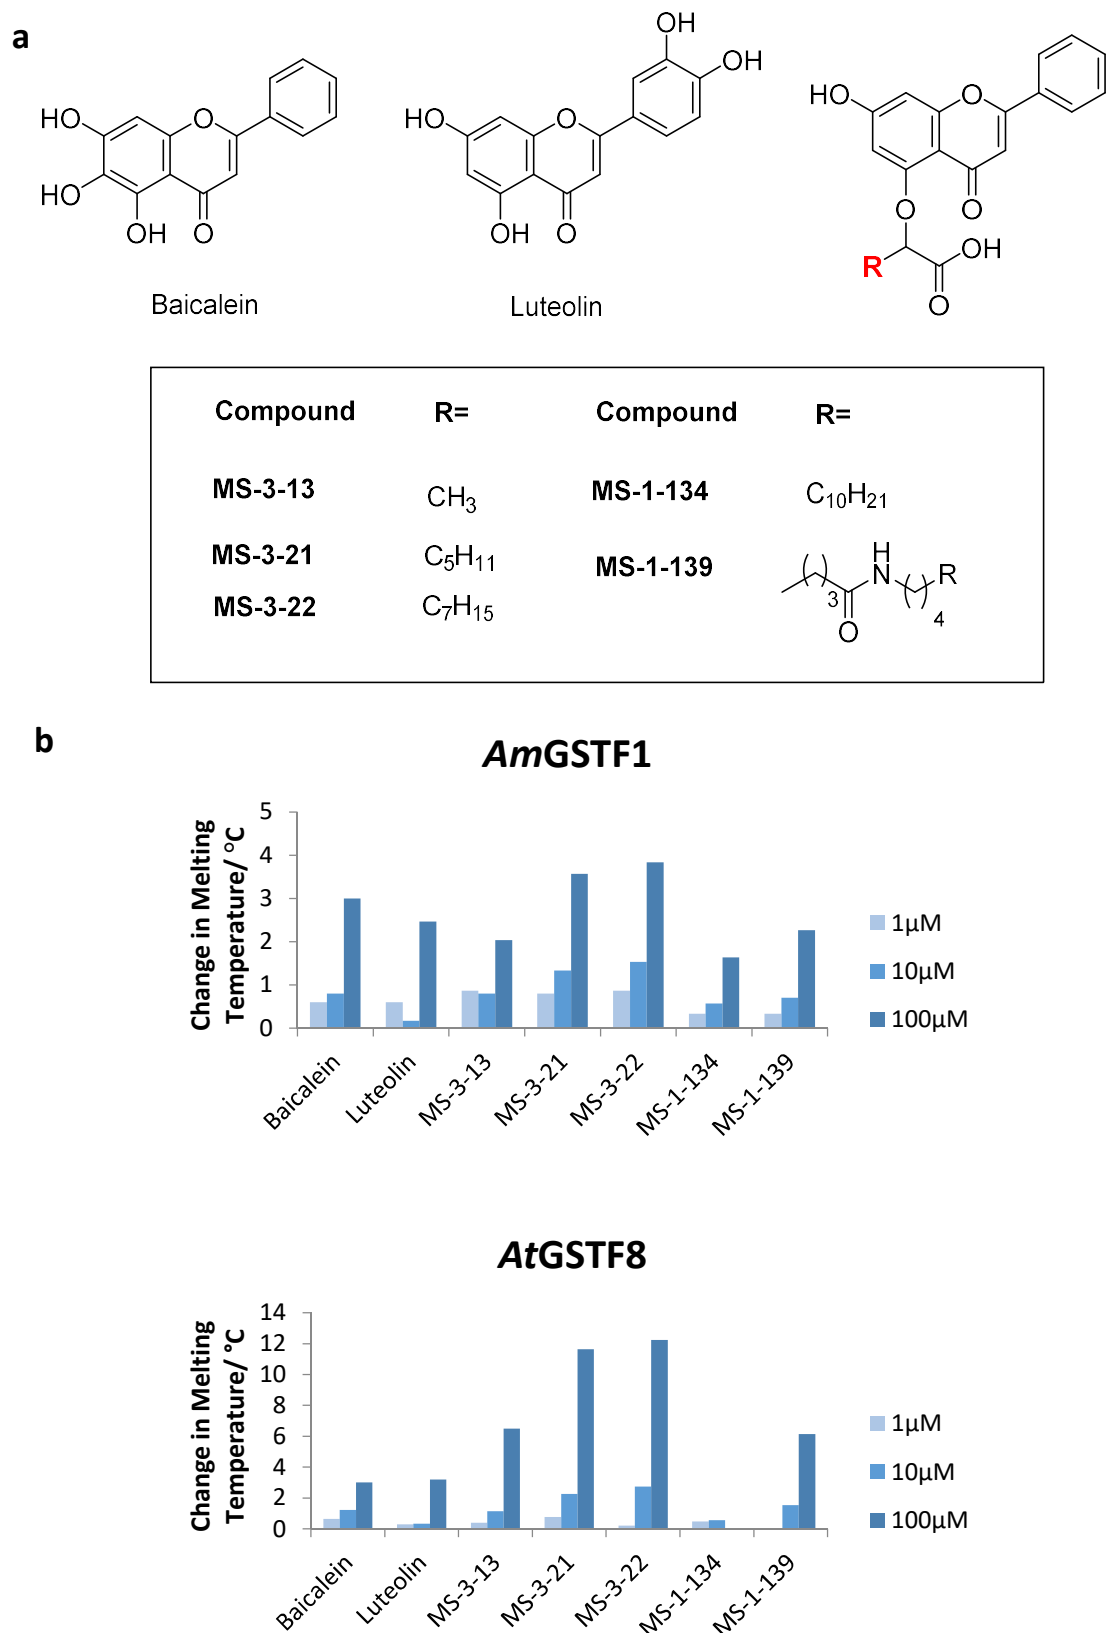 a
OH
OH
HO
O
HO
OH
O
HO
O
OH
O
HO
O
O
O
R
OH
O
Baicalein
Luteolin
Compound R= Compound R=
MS-3-13 CH3 MS-1-134 C10H21
MS-3-21 C5H11 MS-1-139
MS-3-22 C7H15
H
N
R
3
4
O
b
AmGSTF1
Change in Melting
Temperature/ °C
5
4
3
2
1
0
Baicalein
Luteolin
MS-3-13
MS-3-21
MS-3-22
MS-1-134
MS-1-139
1µM
10µM
100µM
AtGSTF8
Change in Melting
Temperature/ °C
14
12
10
8
6
4
2
0
Baicalein
Luteolin
MS-3-13
MS-3-21
MS-3-22
MS-1-134
MS-1-139
1µM
10µM
100µM